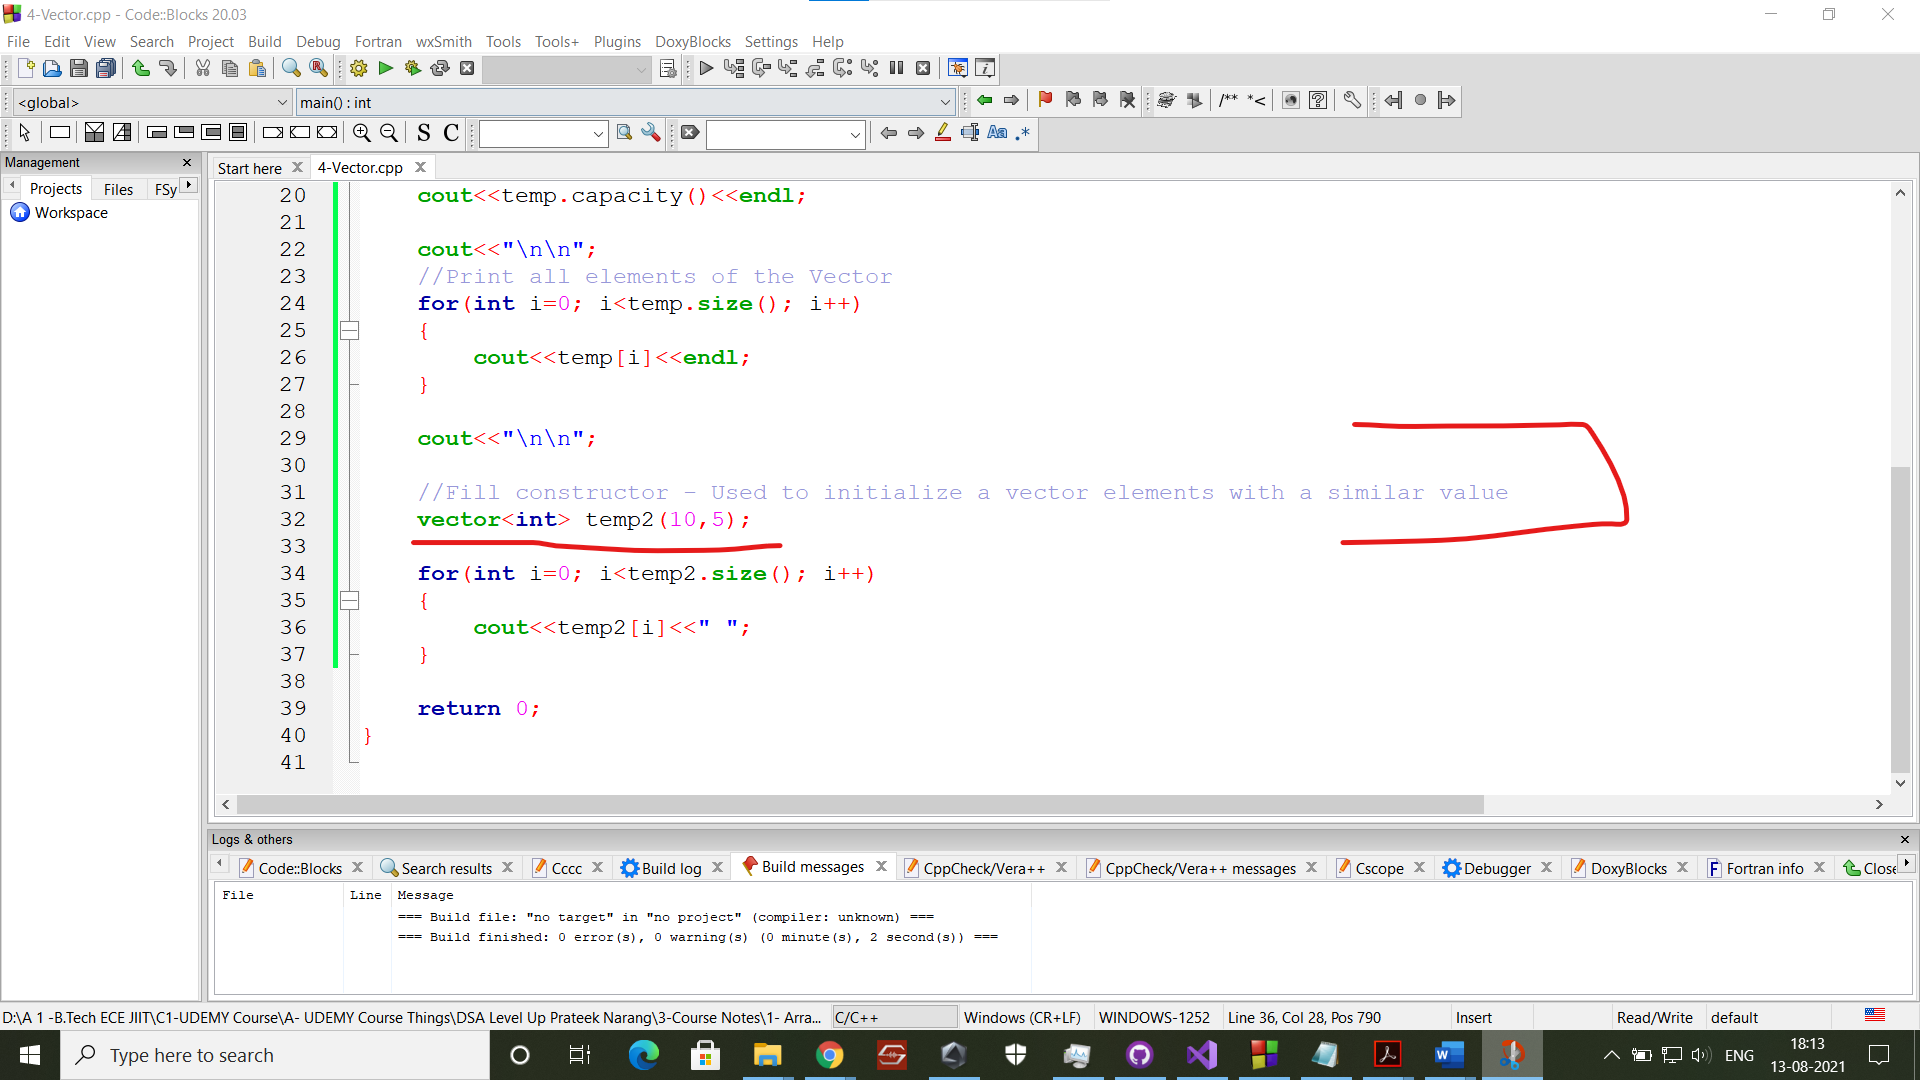 4-Vector.cpp - Code::Blocks 20.03
File Edit View Search Project Build Debug Fortran wxSmith Tools Tools+ Plugins DoxyBlocks Settings Help
<global> main() : int /** *<
S C Aa .*
Management
Projects Files FSy
Workspace
Start here 4-Vector.cpp
20 cout<<temp.capacity()<<endl;
21
22 cout<<"\n\n";
23 //Print all elements of the Vector
24 for(int i=0; i<temp.size(); i++)
25 {
26 cout<<temp[i]<<endl;
27 }
28
29 cout<<"\n\n";
30
31 //Fill constructor - Used to initialize a vector elements with a similar value
32 vector<int> temp2(10,5);
33
34 for(int i=0; i<temp2.size(); i++)
35 {
36 cout<<temp2[i]<<" ";
37 }
38
39 return 0;
40 }
41
Logs & others
Code::Blocks Search results Cccc Build log Build messages CppCheck/Vera++ CppCheck/Vera++ messages Cscope Debugger DoxyBlocks Fortran info Close
File Line Message
=== Build file: "no target" in "no project" (compiler: unknown) ===
=== Build finished: 0 error(s), 0 warning(s) (0 minute(s), 2 second(s)) ===
D:\A 1 -B.Tech ECE JIIT\C1-UDEMY Course\A- UDEMY Course Things\DSA Level Up Prateek Narang\3-Course Notes\1- Arra... C/C++ Windows (CR+LF) WINDOWS-1252 Line 36, Col 28, Pos 790 Insert Read/Write default
Type here to search ENG 18:13
13-08-2021